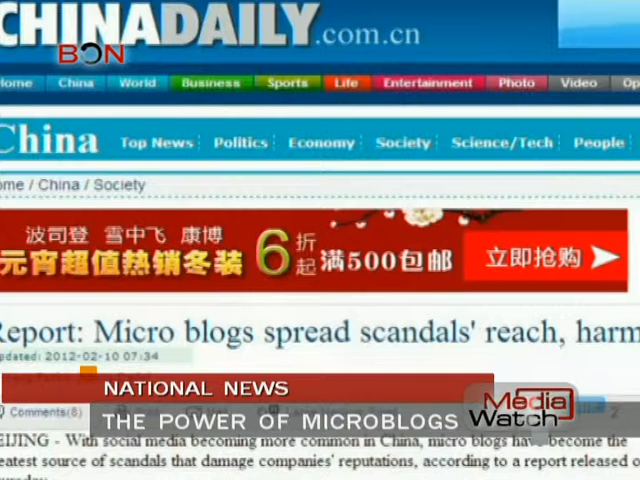 CHINADAILY.com.cn
BON
Home China World Business Sports Life Entertainment Photo Video Op
China Top News Politics Economy Society Science/Tech People
ome / China / Society
波司登 雪中飞 康博
元宵超值热销冬装 6折起 满500包邮 立即抢购
Report: Micro blogs spread scandals' reach, harm
pdated: 2012-02-10 07:34
NATIONAL NEWS
Media Watch
Comments(8)
2
THE POWER OF MICROBLOGS
EIJING - With social media becoming more common in China, micro blogs have become the
eatest source of scandals that damage companies' reputations, according to a report released o